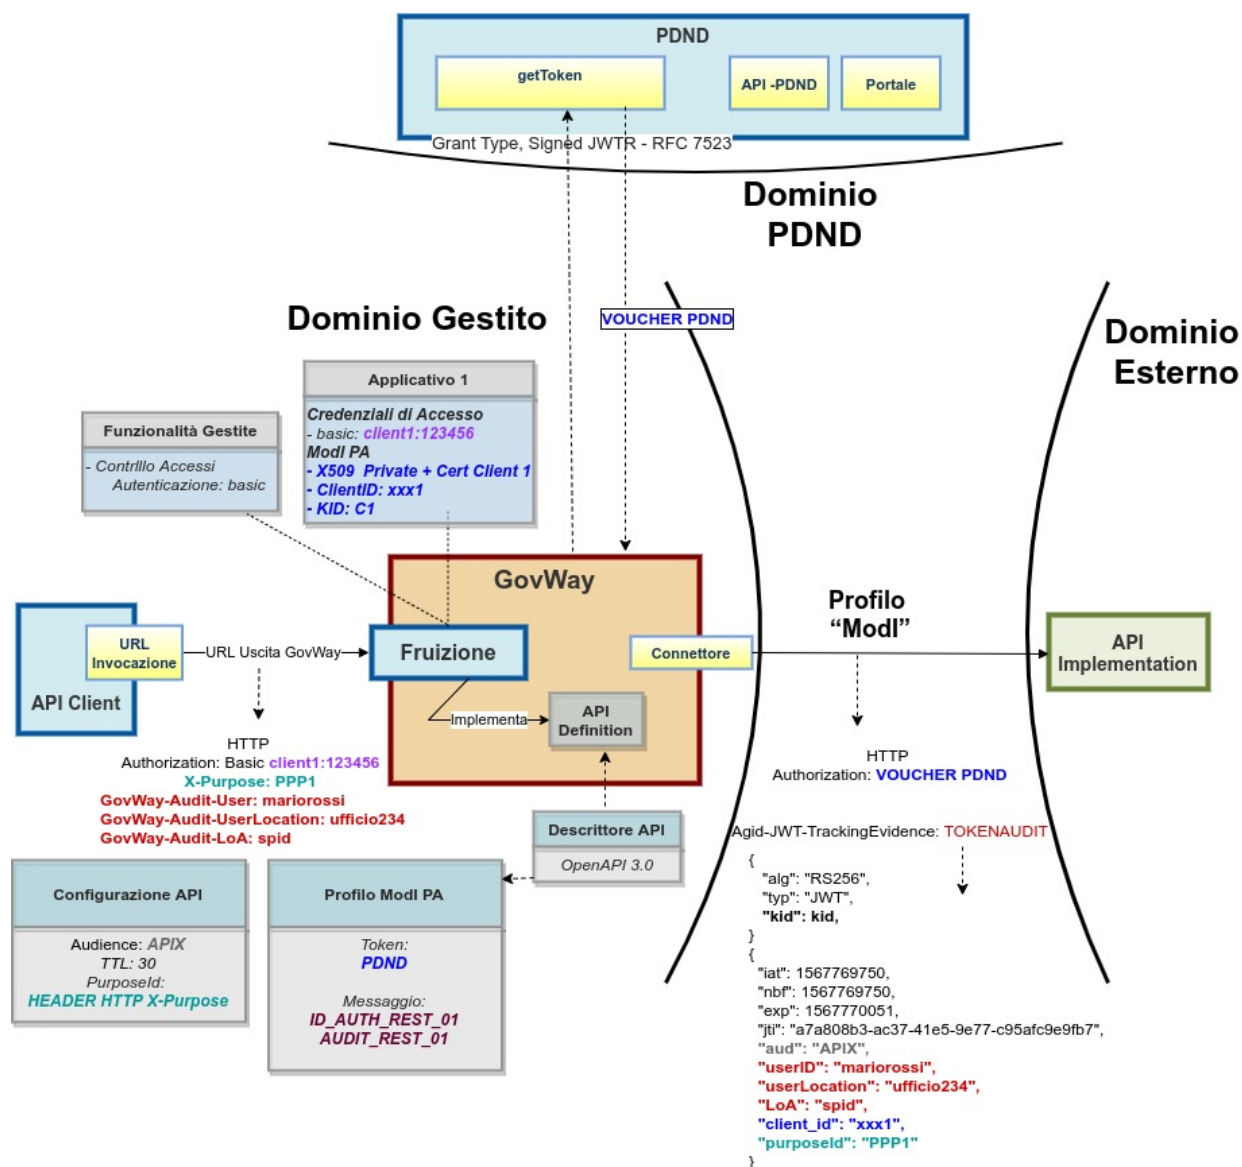 PDND
getToken
API -PDND
Portale
Grant Type, Signed JWTR - RFC 7523
Dominio
PDND
Dominio Gestito
VOUCHER PDND
Dominio
Esterno
Applicativo 1
Credenziali di Accesso
- basic: client1:123456
ModI PA
- X509 Private + Cert Client 1
- ClientID: xxx1
- KID: C1
Funzionalità Gestite
- Contrlllo Accessi
Autenticazione: basic
GovWay
Profilo
“ModI”
URL
Invocazione
API Client
URL Uscita GovWay
Fruizione
Connettore
API
Implementation
Implementa
API
Definition
HTTP
Authorization: Basic client1:123456
X-Purpose: PPP1
GovWay-Audit-User: mariorossi
GovWay-Audit-UserLocation: ufficio234
GovWay-Audit-LoA: spid
HTTP
Authorization: VOUCHER PDND
Descrittore API
OpenAPI 3.0
Agid-JWT-TrackingEvidence: TOKENAUDIT
Configurazione API
Audience: APIX
TTL: 30
PurposeId:
HEADER HTTP X-Purpose
Profilo ModI PA
Token:
PDND
Messaggio:
ID_AUTH_REST_01
AUDIT_REST_01
{
"alg": "RS256",
"typ": "JWT",
"kid": kid,
}
{
"iat": 1567769750,
"nbf": 1567769750,
"exp": 1567770051,
"jti": "a7a808b3-ac37-41e5-9e77-c95afc9e9fb7",
"aud": "APIX",
"userID": "mariorossi",
"userLocation": "ufficio234",
"LoA": "spid",
"client_id": "xxx1",
"purposeId": "PPP1"
}